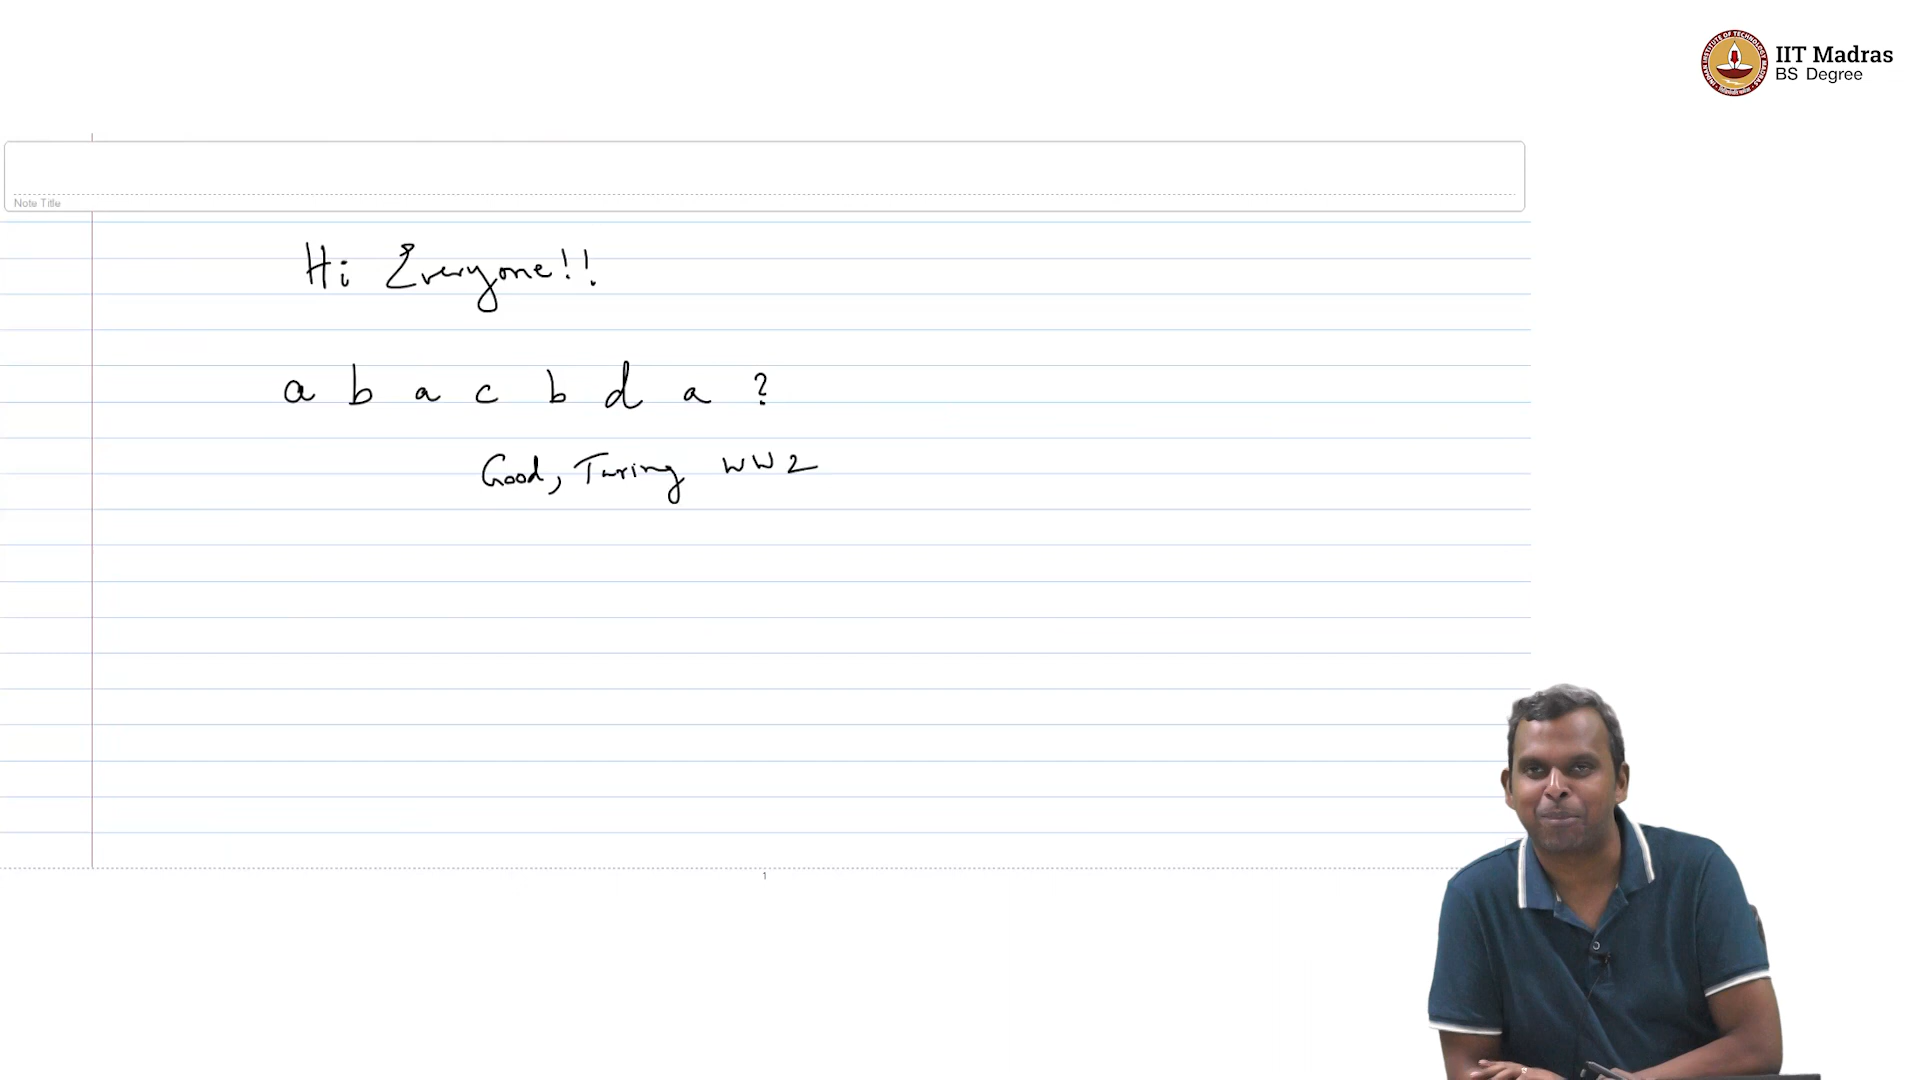 IIT Madras
BS Degree
Note Title
Hi Everyone!!
a b a c b d a ?
Good, Turing WW2
1